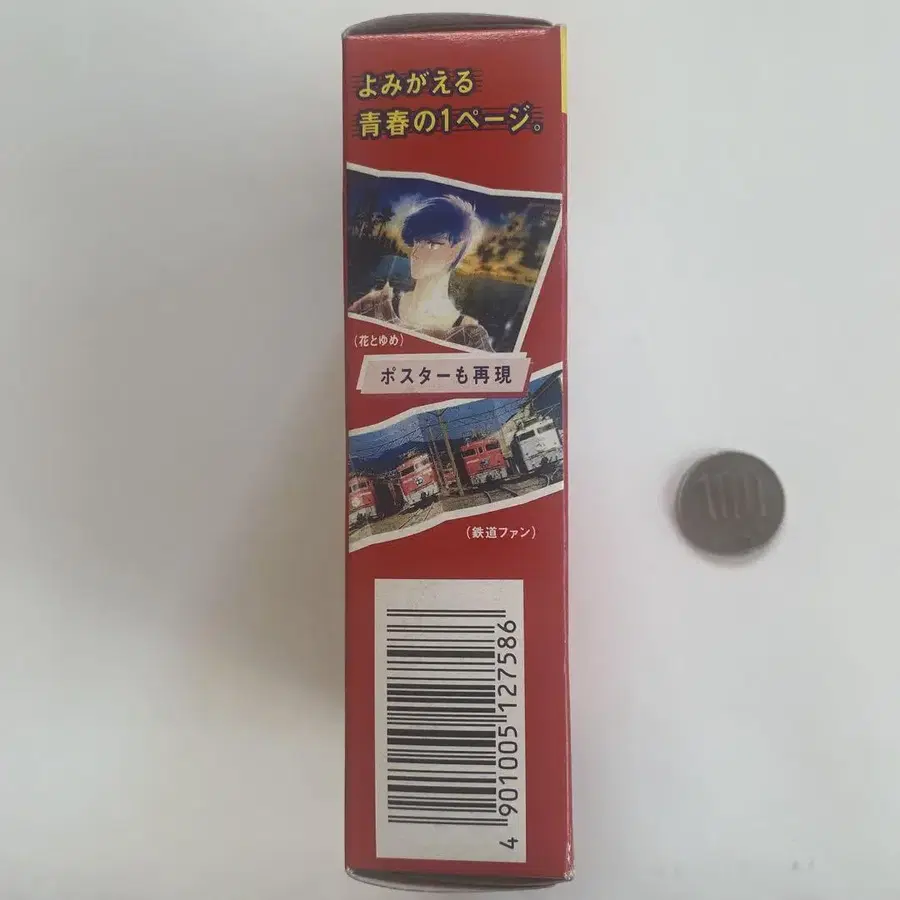 よみがえる
青春の1ページ。
(花とゆめ)
ポスターも再現
(鉄道ファン)
4 901005 127586
100